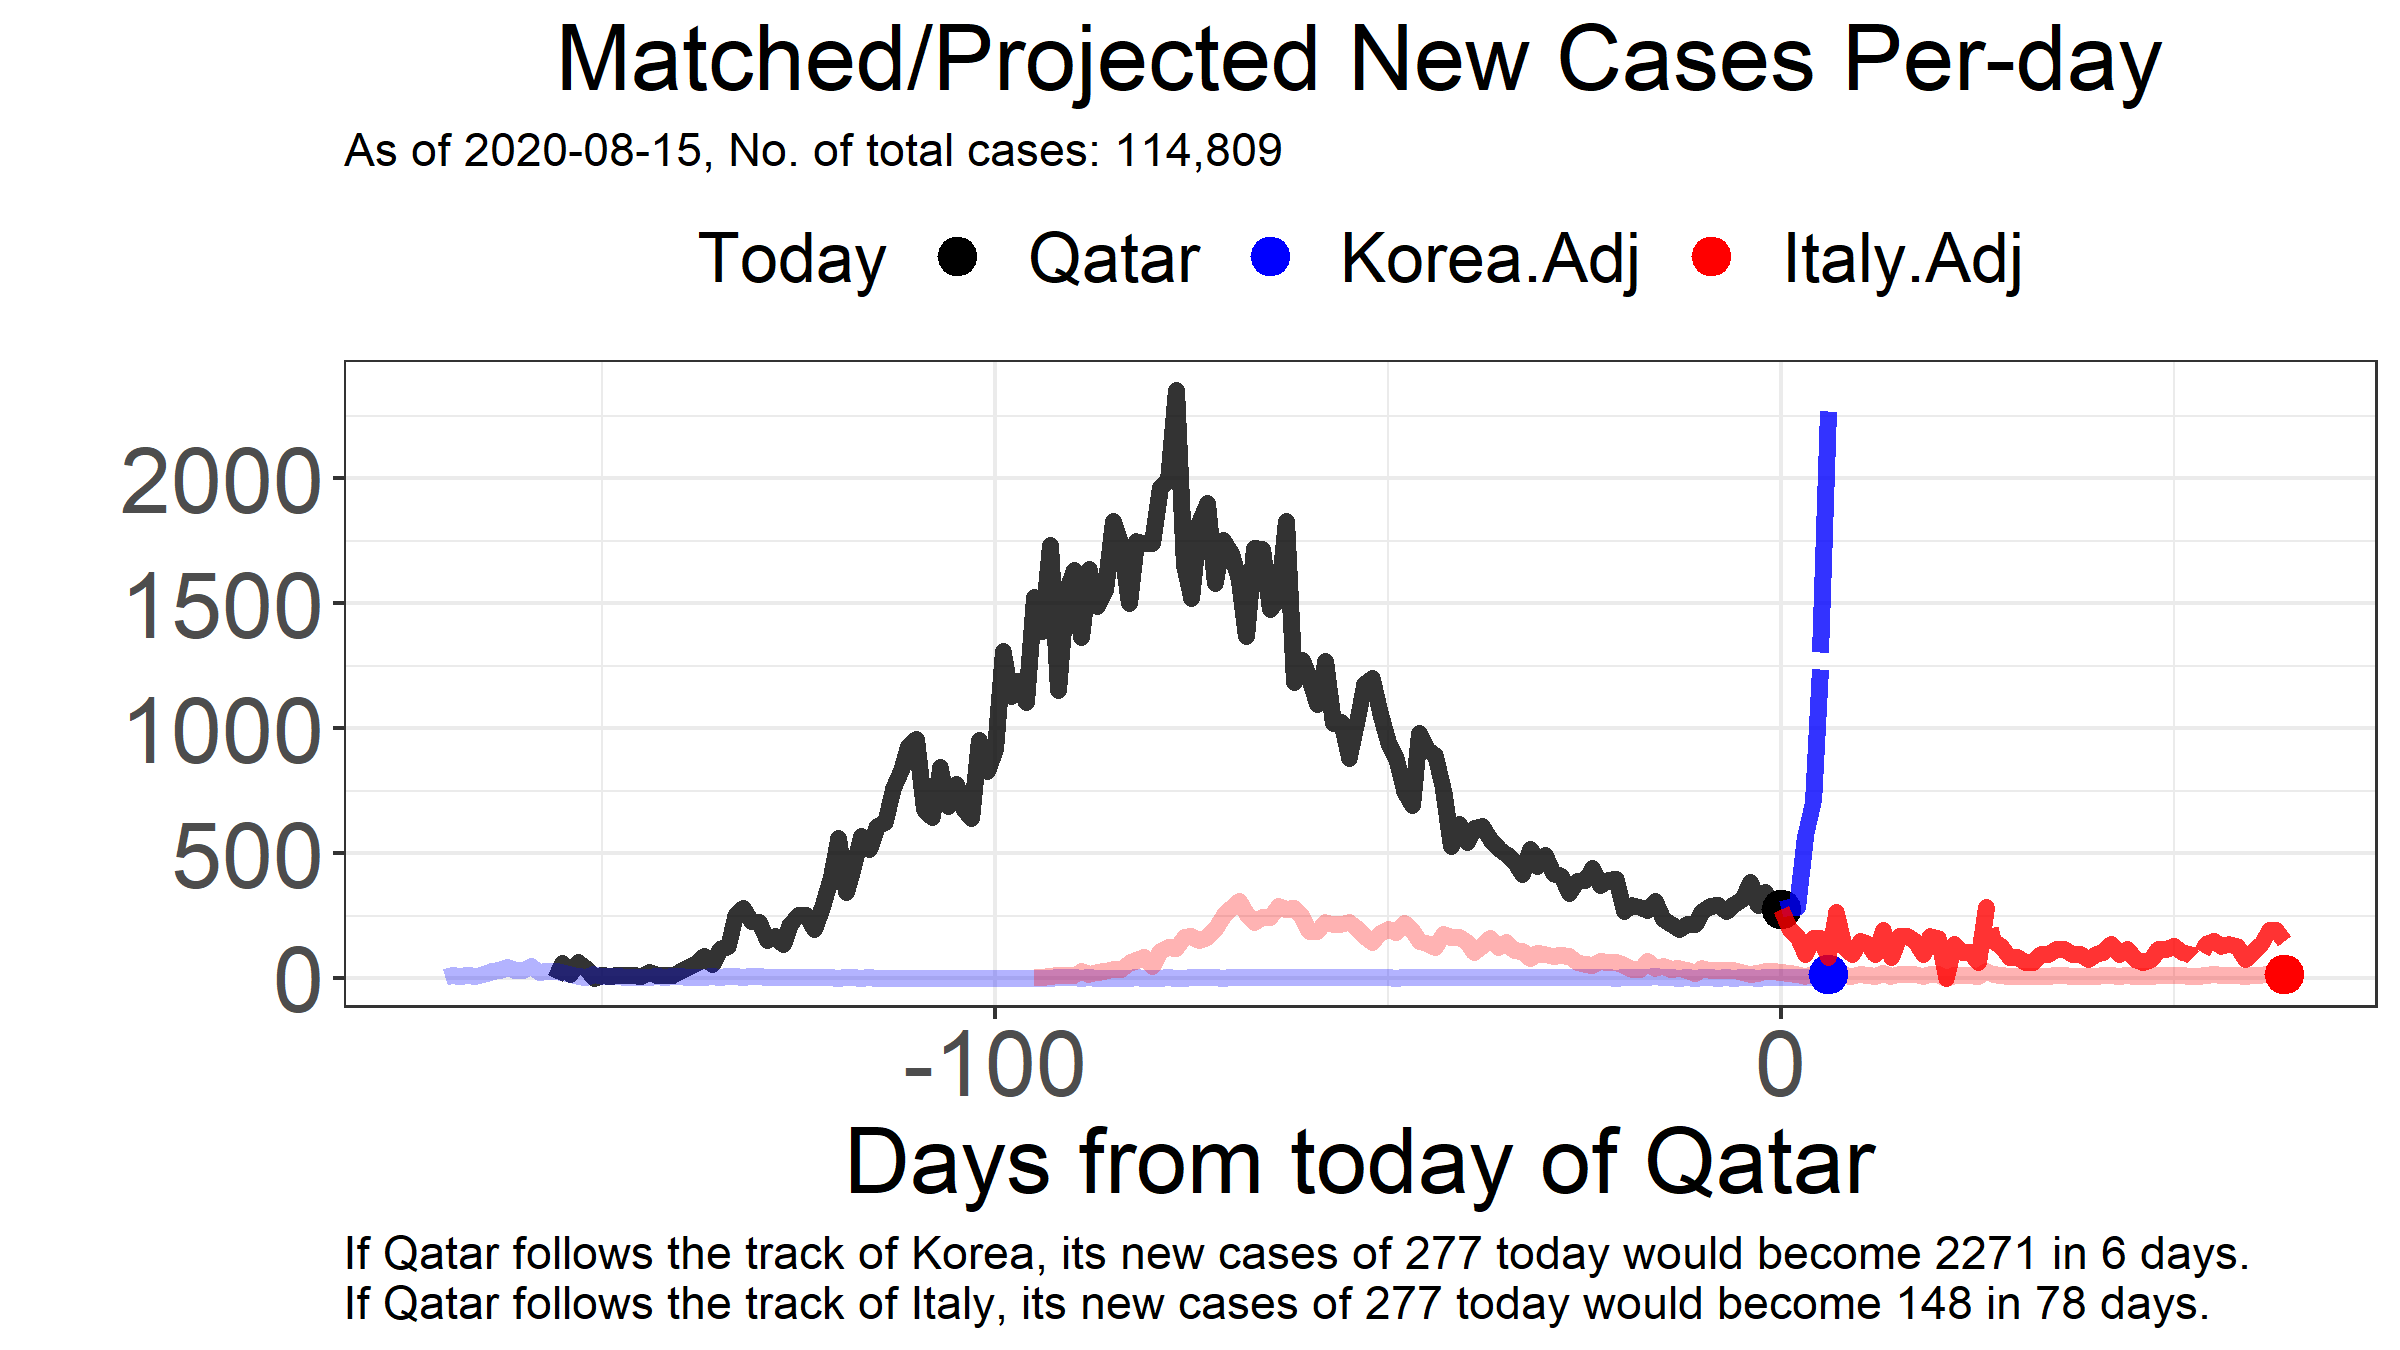 Matched/Projected New Cases Per-day
As of 2020-08-15, No. of total cases: 114,809
Today Qatar Korea.Adj Italy.Adj
2000
1500
1000
500
0
-100 0
Days from today of Qatar
If Qatar follows the track of Korea, its new cases of 277 today would become 2271 in 6 days.
If Qatar follows the track of Italy, its new cases of 277 today would become 148 in 78 days.